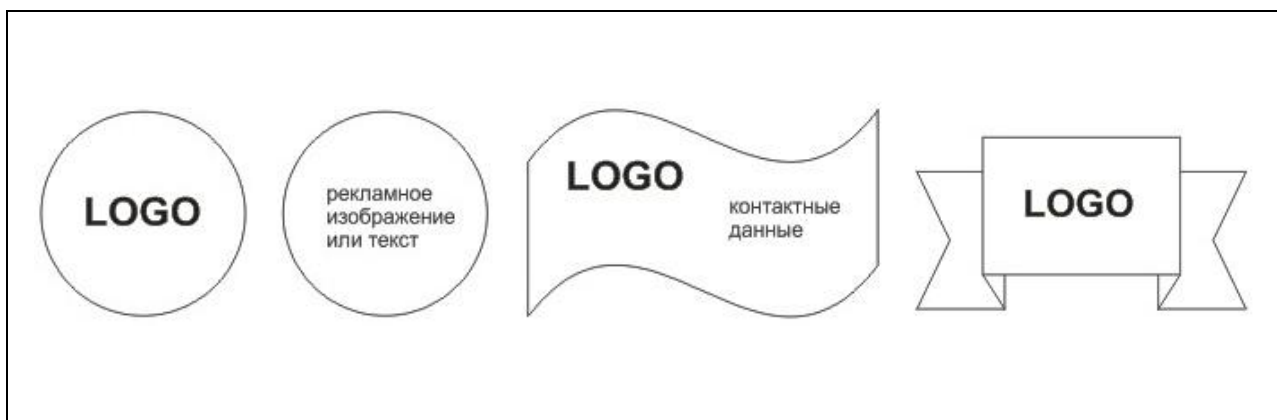 LOGO
рекламное
изображение
или текст
LOGO
контактные
данные
LOGO